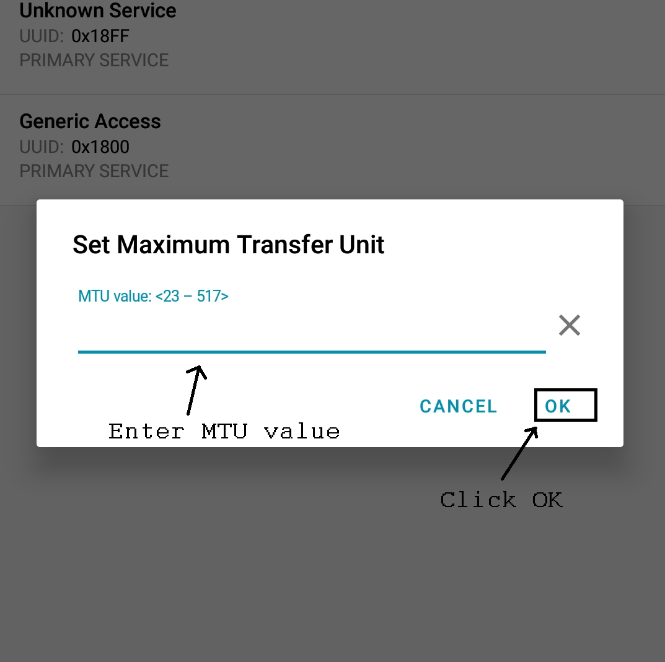 Unknown Service
UUID: 0x18FF
PRIMARY SERVICE
Generic Access
UUID: 0x1800
PRIMARY SERVICE
Set Maximum Transfer Unit
MTU value: <23 – 517>
CANCEL OK
Enter MTU value
Click OK